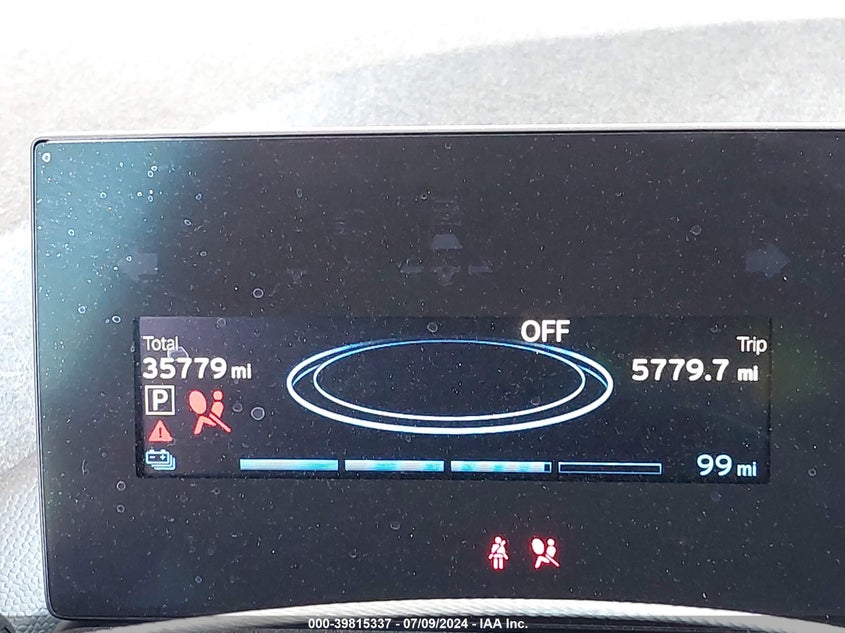 OFF
Total
35779 mi
Trip
5779.7 mi
P
99 mi
000-39815337 - 07/09/2024 - IAA Inc.